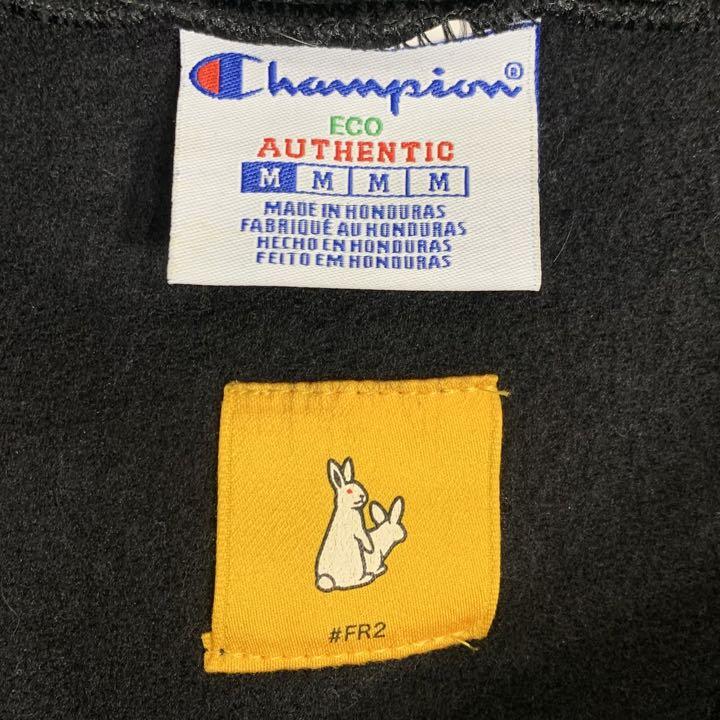 Champion®
ECO
AUTHENTIC
M M M M
MADE IN HONDURAS
FABRIQUÉ AU HONDURAS
HECHO EN HONDURAS
FEITO EM HONDURAS
#FR2